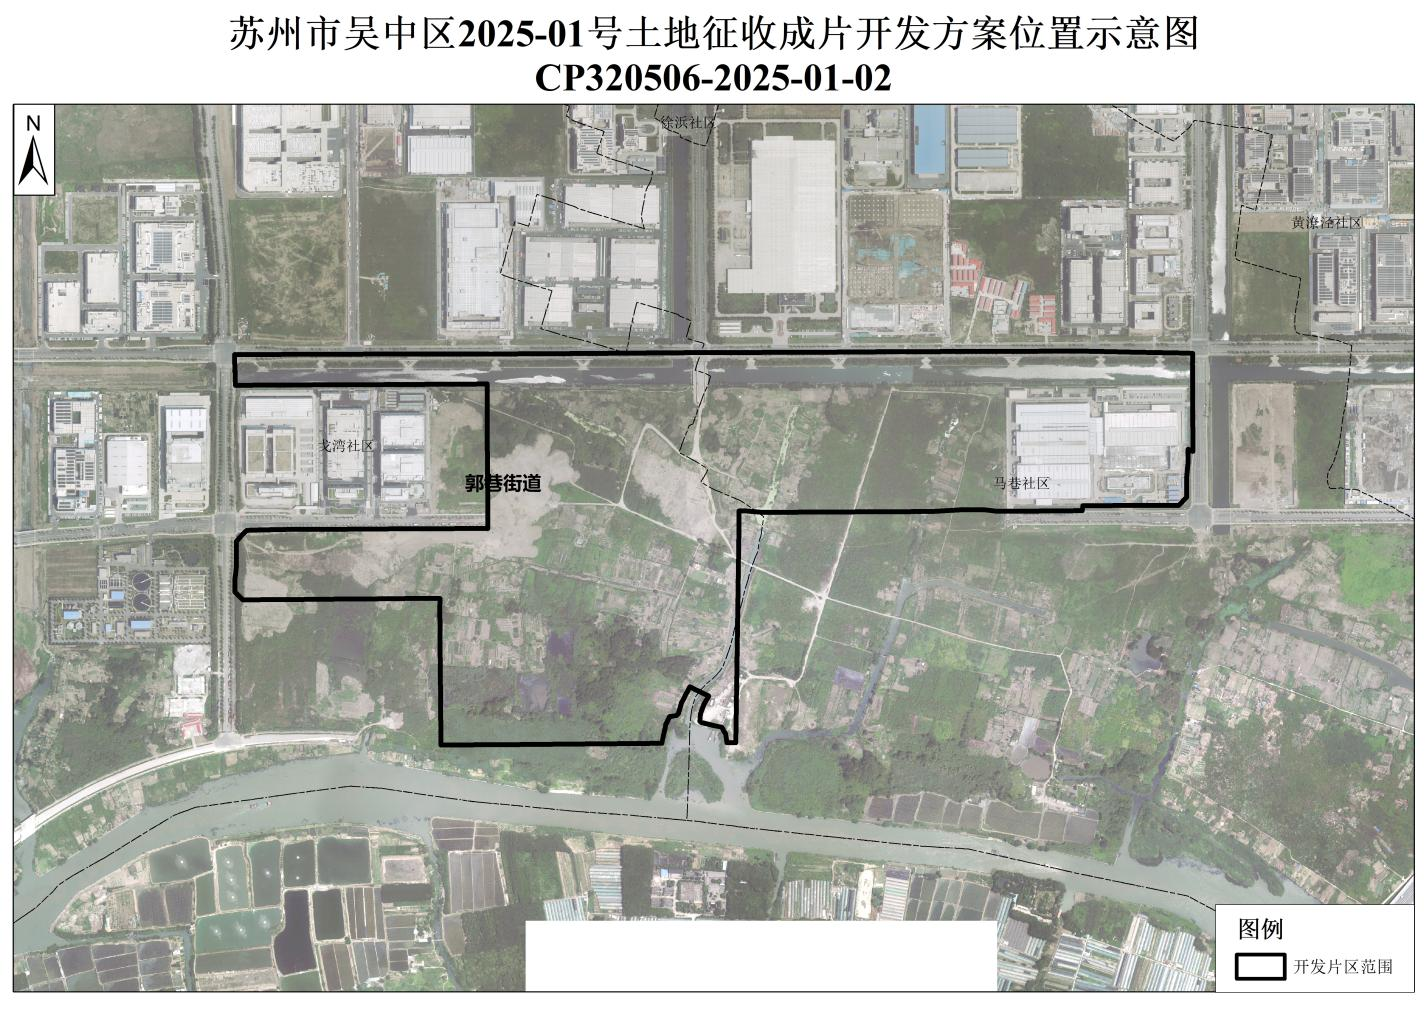 苏州市吴中区2025-01号土地征收成片开发方案位置示意图
CP320506-2025-01-02
N
徐浜社区
黄潦泾社区
戈湾社区
郭巷街道
马巷社区
图例
开发片区范围